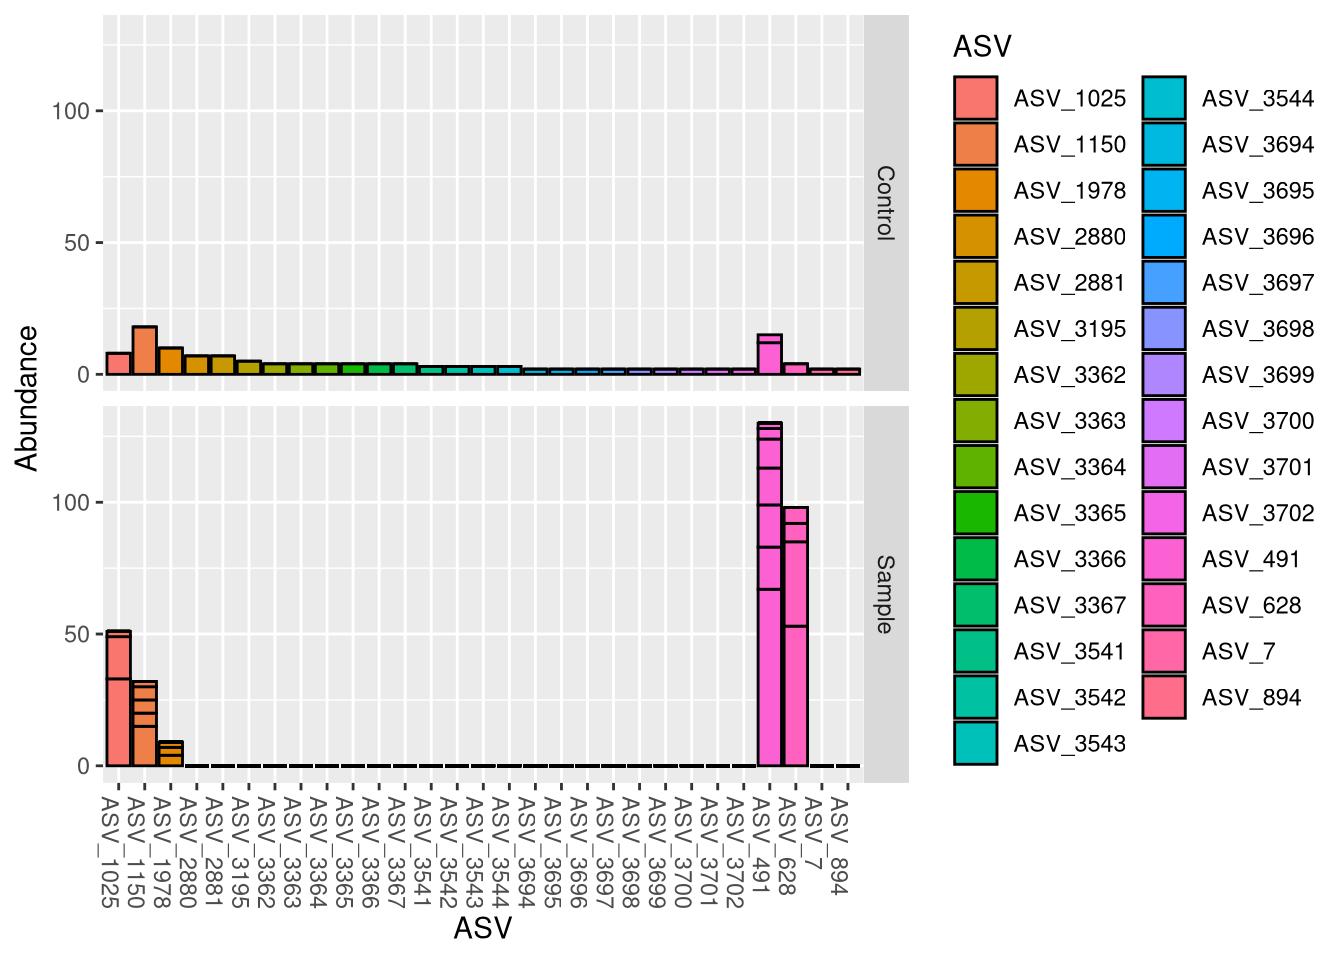 ASV
ASV_1025
ASV_1150
ASV_1978
ASV_2880
ASV_2881
ASV_3195
ASV_3362
ASV_3363
ASV_3364
ASV_3365
ASV_3366
ASV_3367
ASV_3541
ASV_3542
ASV_3543
ASV_3544
ASV_3694
ASV_3695
ASV_3696
ASV_3697
ASV_3698
ASV_3699
ASV_3700
ASV_3701
ASV_3702
ASV_491
ASV_628
ASV_7
ASV_894
Abundance
100
50
0
Control
100
50
0
Sample
ASV_1025
ASV_1150
ASV_1978
ASV_2880
ASV_2881
ASV_3195
ASV_3362
ASV_3363
ASV_3364
ASV_3365
ASV_3366
ASV_3367
ASV_3541
ASV_3542
ASV_3543
ASV_3544
ASV_3694
ASV_3695
ASV_3696
ASV_3697
ASV_3698
ASV_3699
ASV_3700
ASV_3701
ASV_3702
ASV_491
ASV_628
ASV_7
ASV_894
ASV